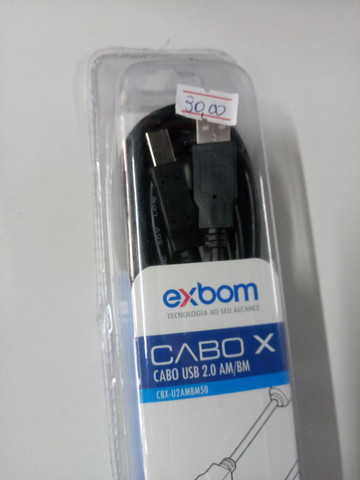 30,00
exbom
TECNOLOGIA AO SEU ALCANCE
CABO X
CABO USB 2.0 AM/BM
CBX-U2AMBM50